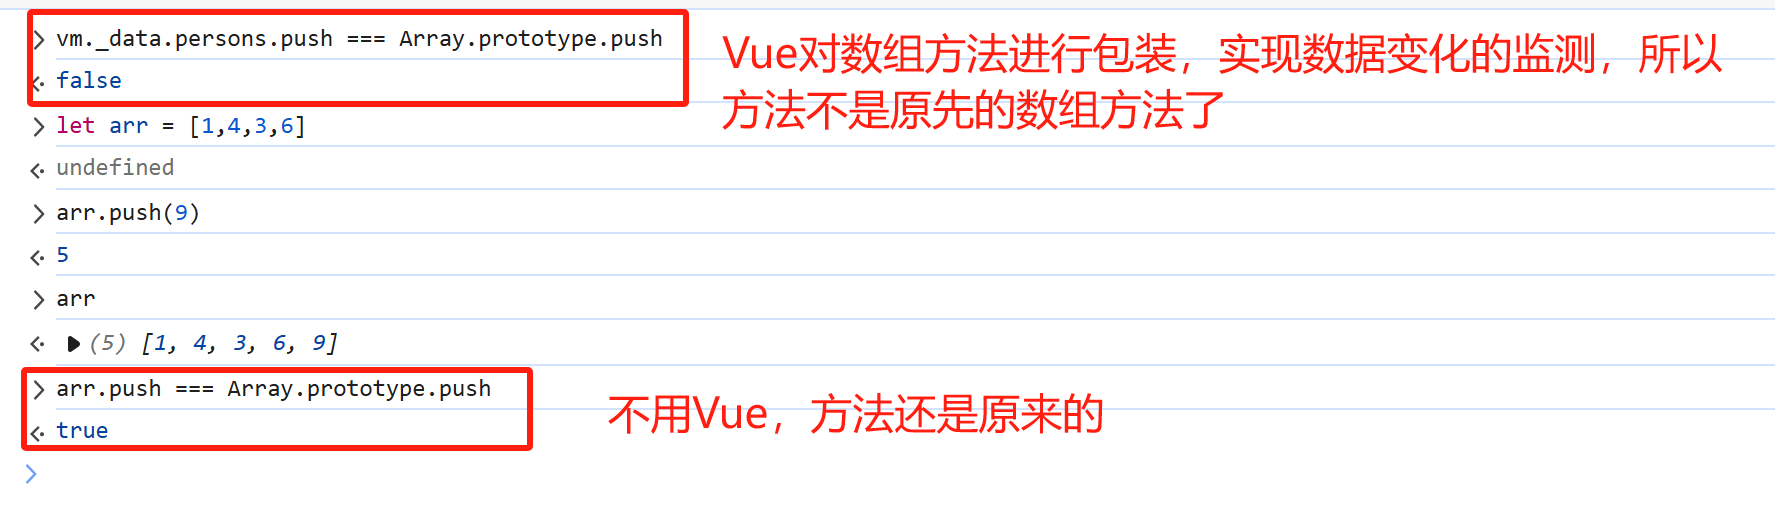 vm._data.persons.push === Array.prototype.push
false
Vue对数组方法进行包装，实现数据变化的监测，所以
方法不是原先的数组方法了
let arr = [1,4,3,6]
undefined
arr.push(9)
5
arr
(5) [1, 4, 3, 6, 9]
arr.push === Array.prototype.push
true
不用Vue，方法还是原来的